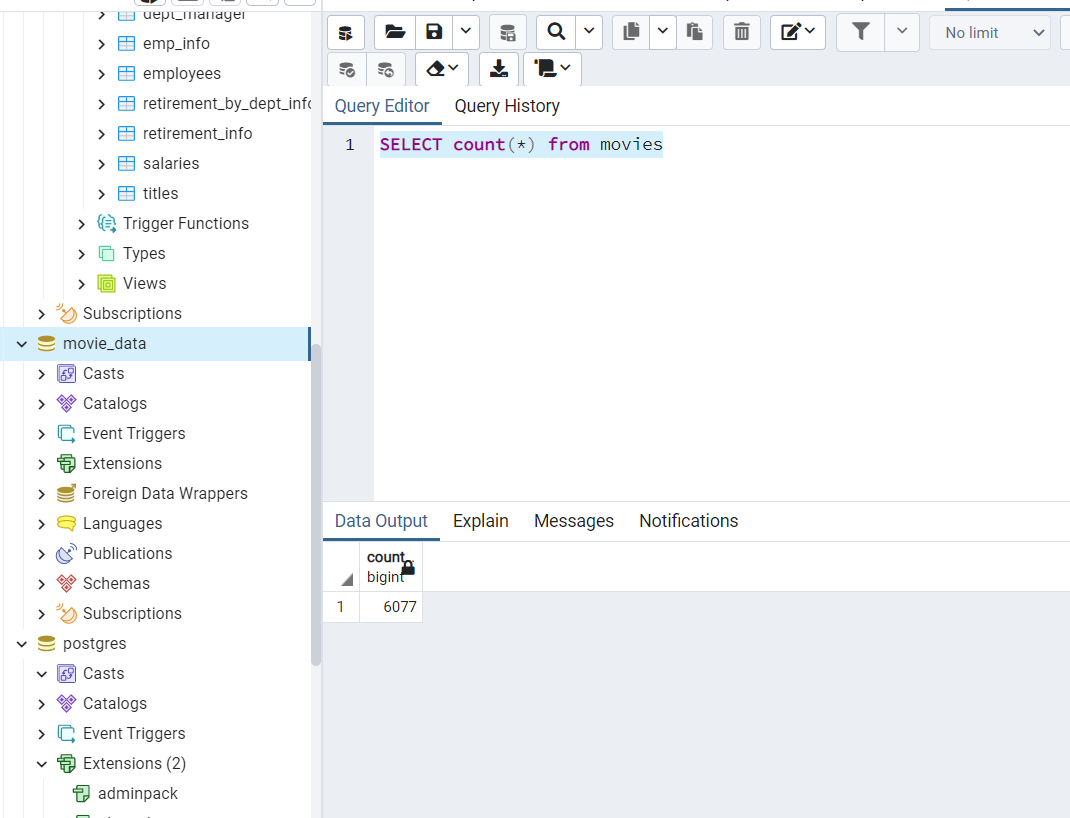 dept_manager
emp_info
employees
retirement_by_dept_info
retirement_info
salaries
titles
Trigger Functions
Types
Views
Subscriptions
movie_data
Casts
Catalogs
Event Triggers
Extensions
Foreign Data Wrappers
Languages
Publications
Schemas
Subscriptions
postgres
Casts
Catalogs
Event Triggers
Extensions (2)
adminpack
No limit
Query Editor Query History
1 SELECT count(*) from movies
Data Output Explain Messages Notifications
count
bigint
1 6077